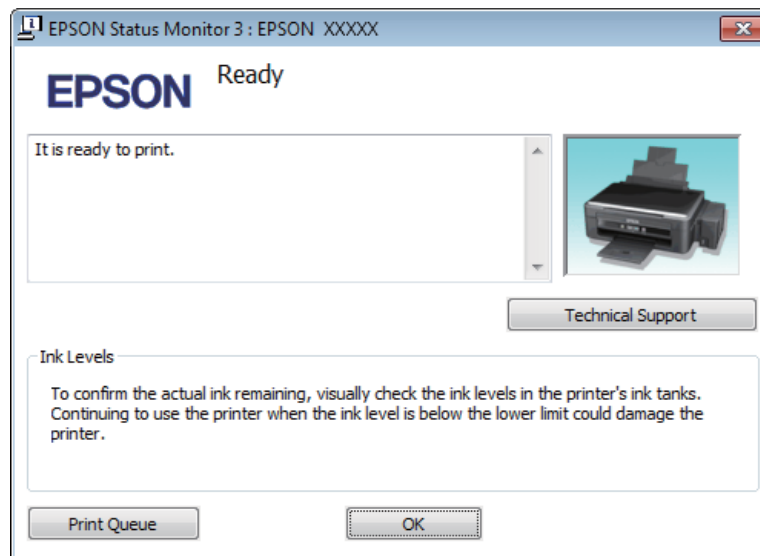 EPSON Status Monitor 3 : EPSON XXXXX
EPSON
Ready
It is ready to print.
Technical Support
Ink Levels
To confirm the actual ink remaining, visually check the ink levels in the printer's ink tanks.
Continuing to use the printer when the ink level is below the lower limit could damage the
printer.
Print Queue
OK